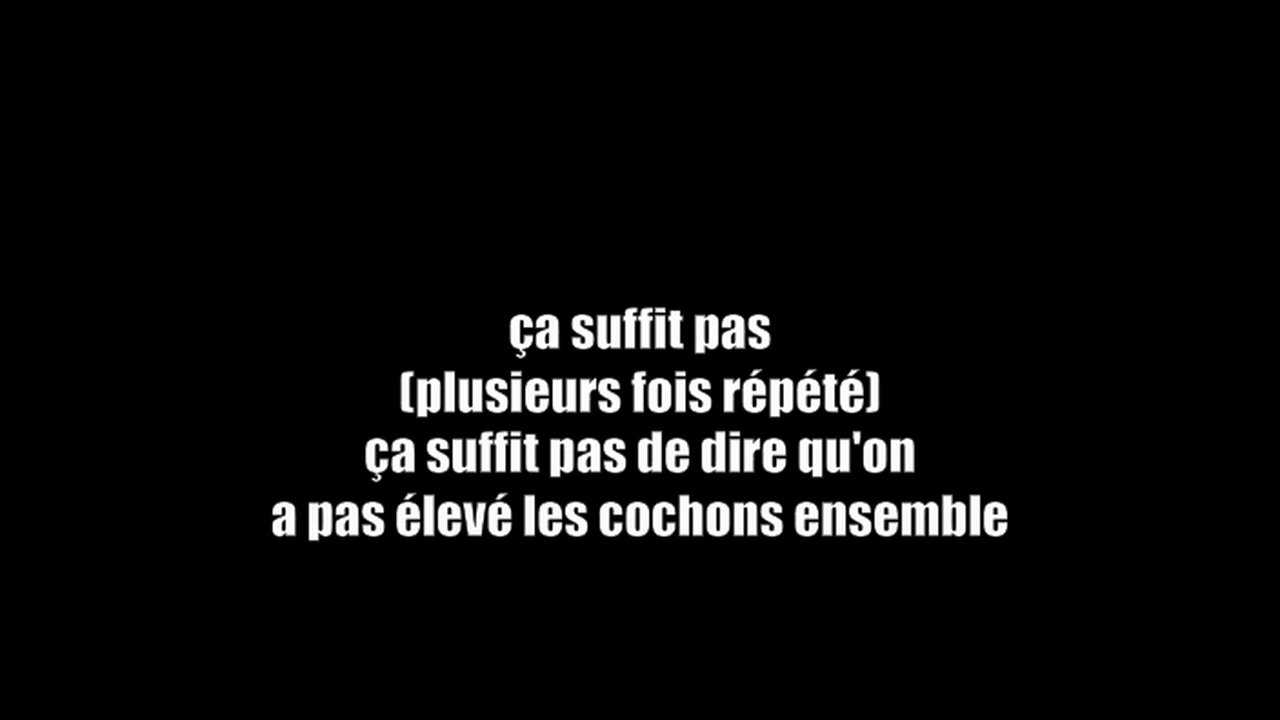 ça suffit pas
(plusieurs fois répété)
ça suffit pas de dire qu'on
a pas élevé les cochons ensemble